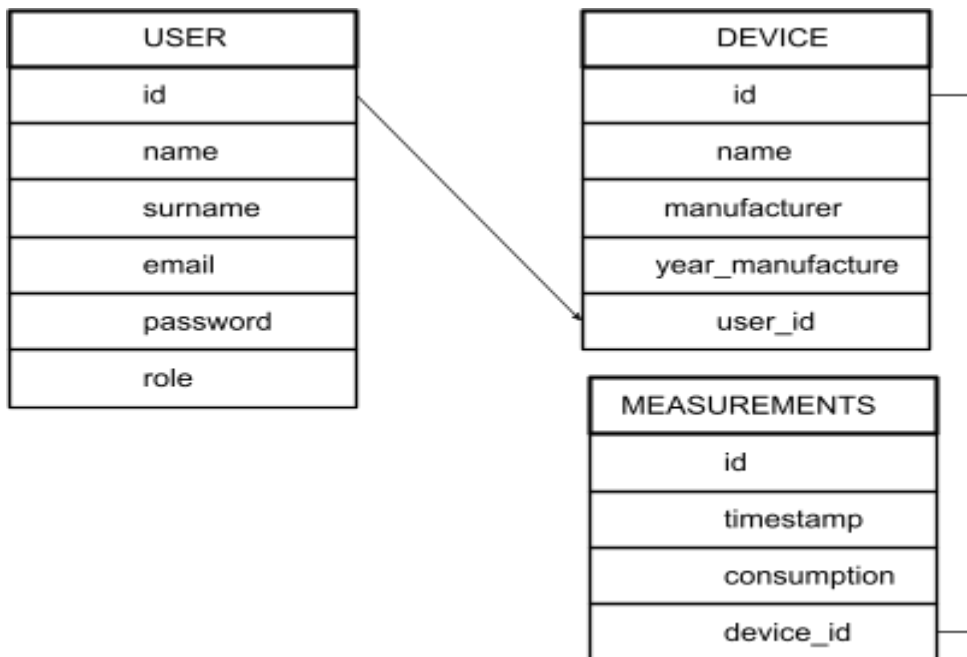 USER
id
name
surname
email
password
role
DEVICE
id
name
manufacturer
year_manufacture
user_id
MEASUREMENTS
id
timestamp
consumption
device_id